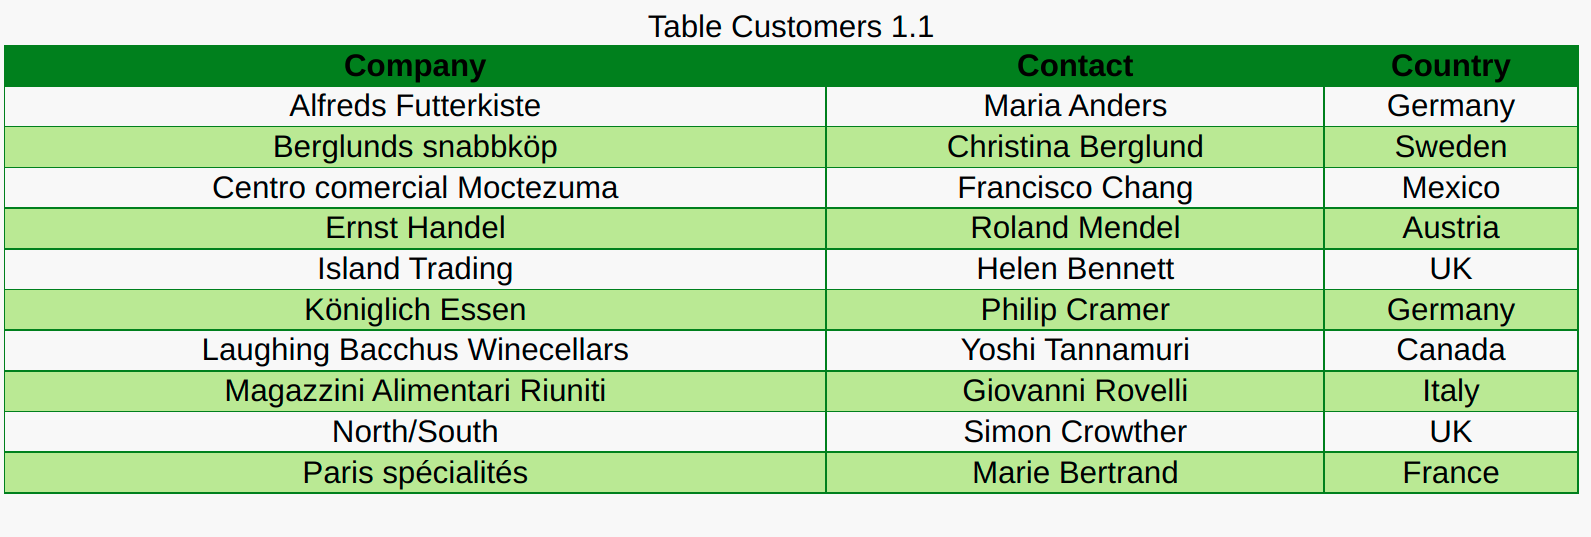 Table Customers 1.1
Company Contact Country
Alfreds Futterkiste Maria Anders Germany
Berglunds snabbköp Christina Berglund Sweden
Centro comercial Moctezuma Francisco Chang Mexico
Ernst Handel Roland Mendel Austria
Island Trading Helen Bennett UK
Königlich Essen Philip Cramer Germany
Laughing Bacchus Winecellars Yoshi Tannamuri Canada
Magazzini Alimentari Riuniti Giovanni Rovelli Italy
North/South Simon Crowther UK
Paris spécialités Marie Bertrand France